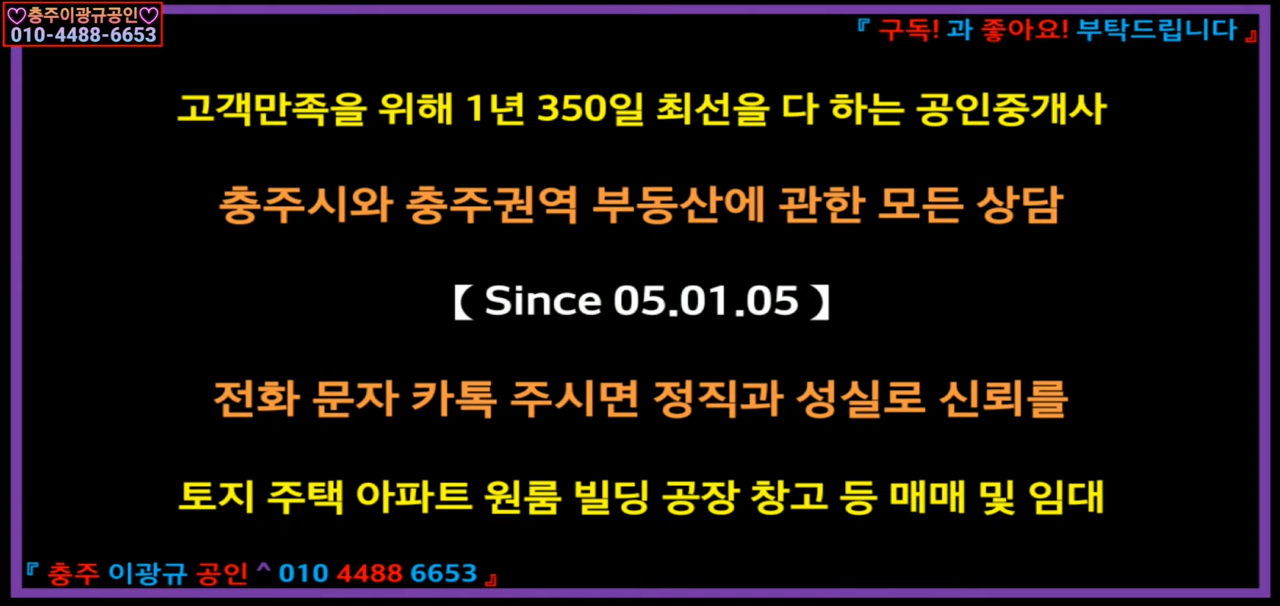 ♡충주이광규공인♡
010-4488-6653
『 구독! 과 좋아요! 부탁드립니다 』
고객만족을 위해 1년 350일 최선을 다 하는 공인중개사
충주시와 충주권역 부동산에 관한 모든 상담
【 Since 05.01.05 】
전화 문자 카톡 주시면 정직과 성실로 신뢰를
토지 주택 아파트 원룸 빌딩 공장 창고 등 매매 및 임대
『 충주 이광규 공인 ^ 010 4488 6653 』